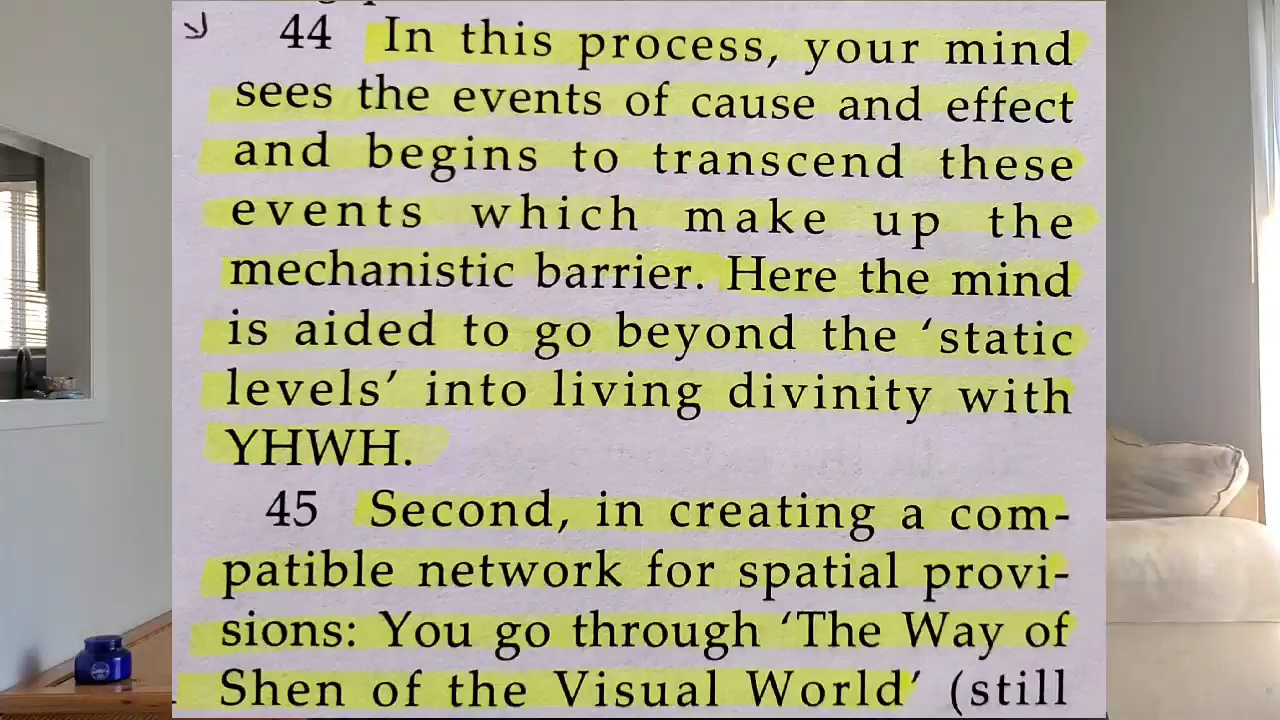 44 In this process, your mind
sees the events of cause and effect
and begins to transcend these
events which make up the
mechanistic barrier. Here the mind
is aided to go beyond the ‘static
levels’ into living divinity with
YHWH.
45 Second, in creating a com-
patible network for spatial provi-
sions: You go through ‘The Way of
Shen of the Visual World’ (still